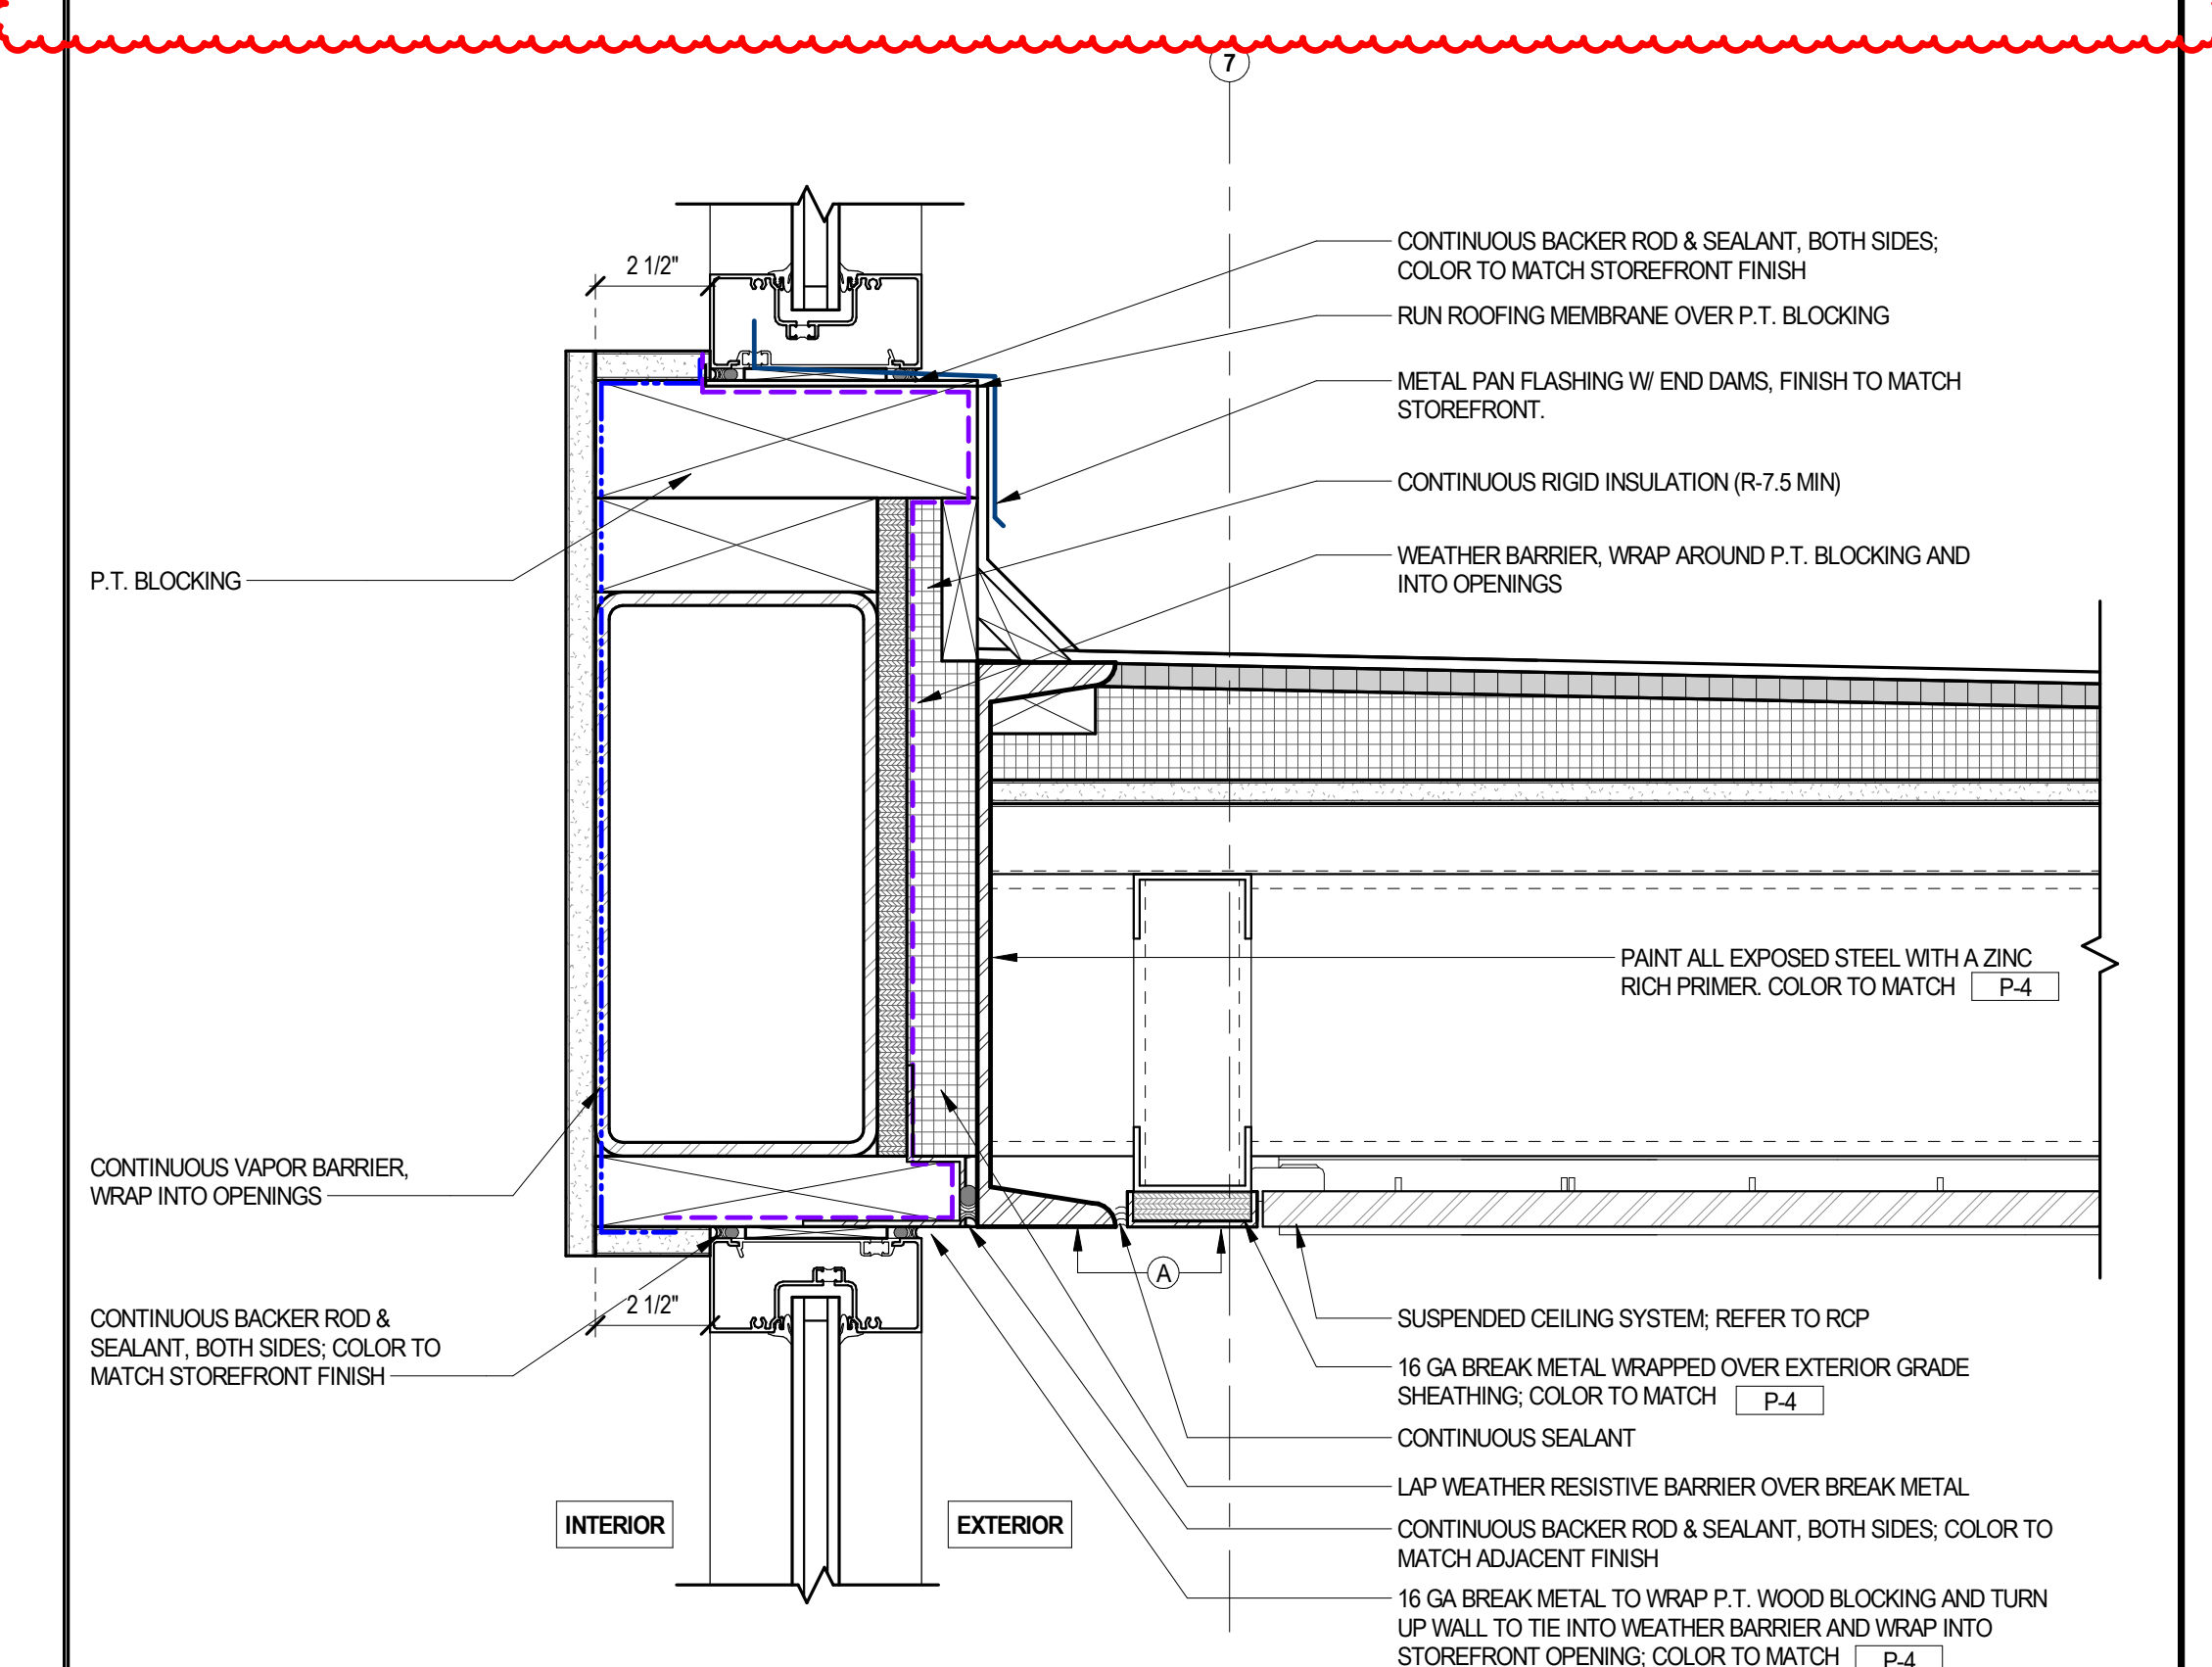 7
2 1/2"
CONTINUOUS BACKER ROD & SEALANT, BOTH SIDES;
COLOR TO MATCH STOREFRONT FINISH
RUN ROOFING MEMBRANE OVER P.T. BLOCKING
METAL PAN FLASHING W/ END DAMS, FINISH TO MATCH
STOREFRONT.
CONTINUOUS RIGID INSULATION (R-7.5 MIN)
WEATHER BARRIER, WRAP AROUND P.T. BLOCKING AND
INTO OPENINGS
P.T. BLOCKING
PAINT ALL EXPOSED STEEL WITH A ZINC
RICH PRIMER. COLOR TO MATCH P-4
CONTINUOUS VAPOR BARRIER,
WRAP INTO OPENINGS
A
2 1/2"
CONTINUOUS BACKER ROD &
SEALANT, BOTH SIDES; COLOR TO
MATCH STOREFRONT FINISH
SUSPENDED CEILING SYSTEM; REFER TO RCP
16 GA BREAK METAL WRAPPED OVER EXTERIOR GRADE
SHEATHING; COLOR TO MATCH P-4
CONTINUOUS SEALANT
LAP WEATHER RESISTIVE BARRIER OVER BREAK METAL
INTERIOR
EXTERIOR
CONTINUOUS BACKER ROD & SEALANT, BOTH SIDES; COLOR TO
MATCH ADJACENT FINISH
16 GA BREAK METAL TO WRAP P.T. WOOD BLOCKING AND TURN
UP WALL TO TIE INTO WEATHER BARRIER AND WRAP INTO
STOREFRONT OPENING; COLOR TO MATCH P-4